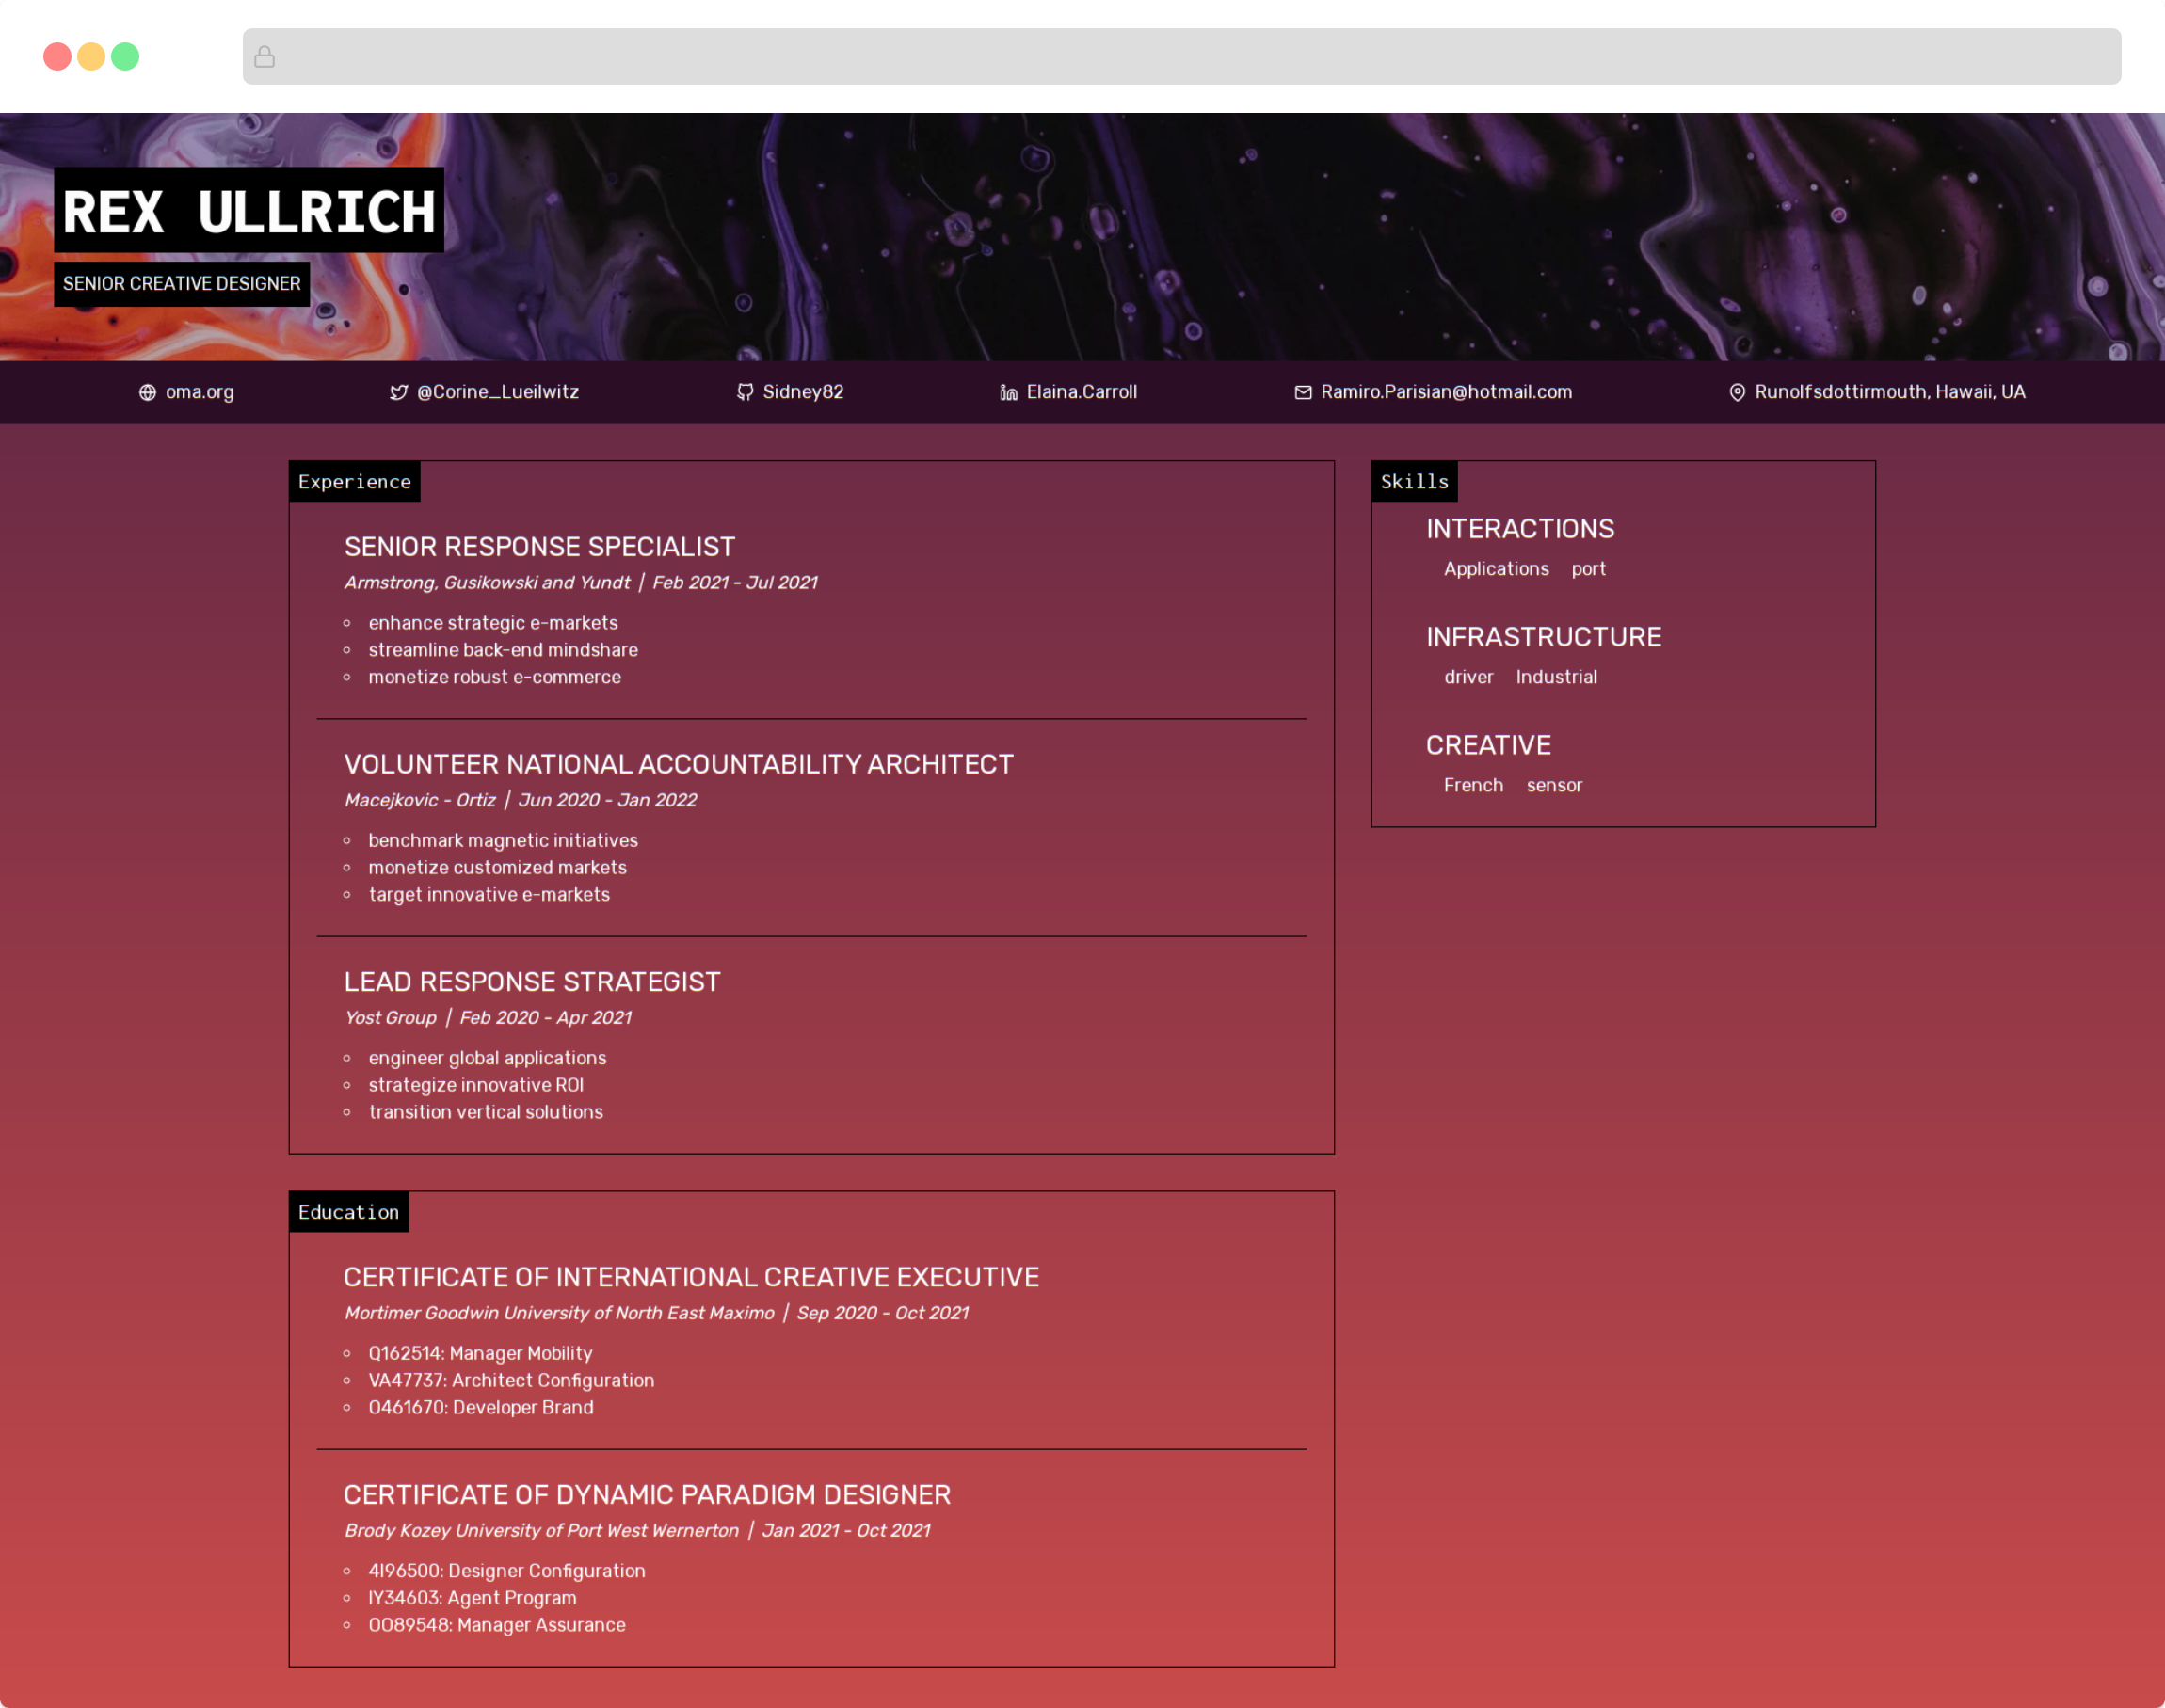 REX ULLRICH
SENIOR CREATIVE DESIGNER
oma.org
@Corine_Lueilwitz
Sidney82
Elaina.Carroll
Ramiro.Parisian@hotmail.com
Runolfsdottirmouth, Hawaii, UA
Experience
SENIOR RESPONSE SPECIALIST
Armstrong, Gusikowski and Yundt | Feb 2021 - Jul 2021
enhance strategic e-markets
streamline back-end mindshare
monetize robust e-commerce
VOLUNTEER NATIONAL ACCOUNTABILITY ARCHITECT
Macejkovic - Ortiz | Jun 2020 - Jan 2022
benchmark magnetic initiatives
monetize customized markets
target innovative e-markets
LEAD RESPONSE STRATEGIST
Yost Group | Feb 2020 - Apr 2021
engineer global applications
strategize innovative ROI
transition vertical solutions
Education
CERTIFICATE OF INTERNATIONAL CREATIVE EXECUTIVE
Mortimer Goodwin University of North East Maximo | Sep 2020 - Oct 2021
Q162514: Manager Mobility
VA47737: Architect Configuration
O461670: Developer Brand
CERTIFICATE OF DYNAMIC PARADIGM DESIGNER
Brody Kozey University of Port West Wernerton | Jan 2021 - Oct 2021
4I96500: Designer Configuration
IY34603: Agent Program
OO89548: Manager Assurance
Skills
INTERACTIONS
Applications port
INFRASTRUCTURE
driver Industrial
CREATIVE
French sensor